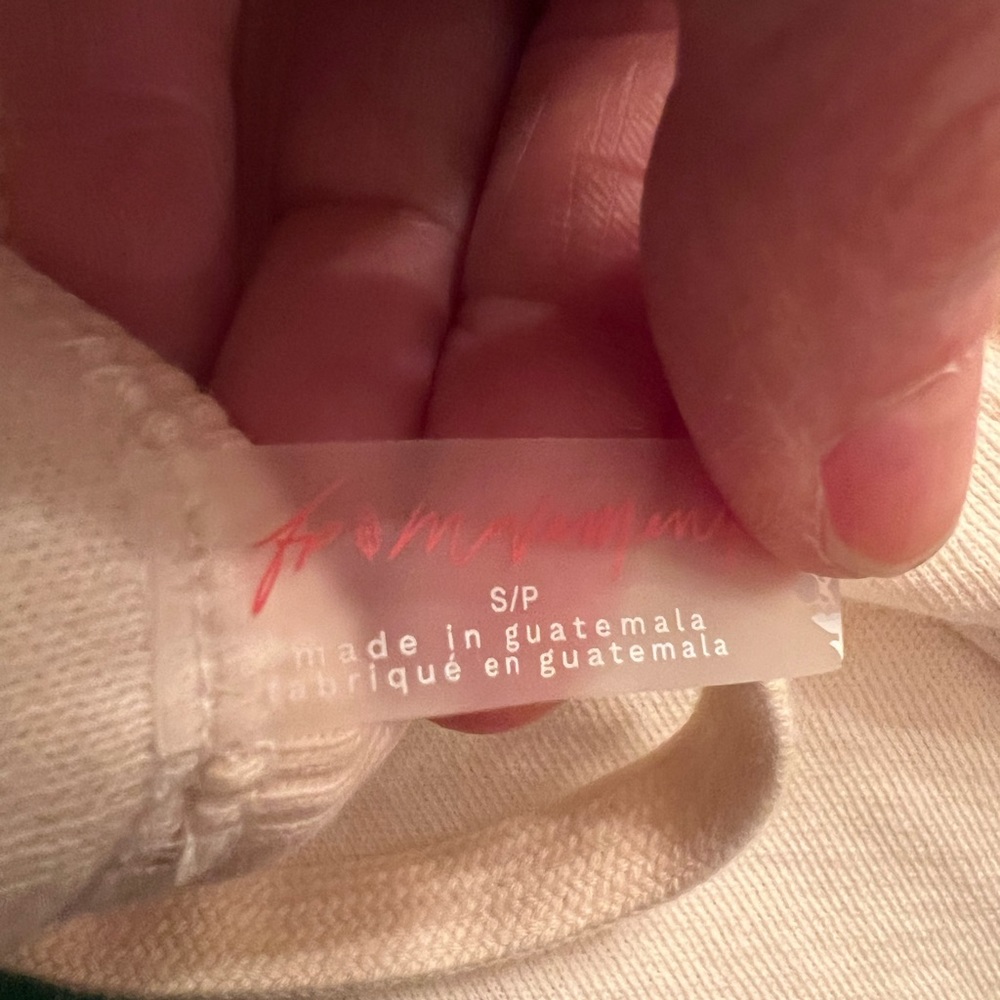 S/P
made in guatemala
fabriqué en guatemala